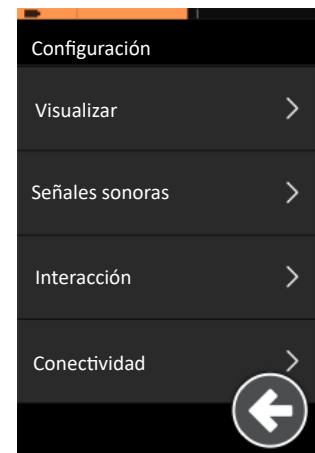 Configuración
Visualizar
Señales sonoras
Interacción
Conectividad